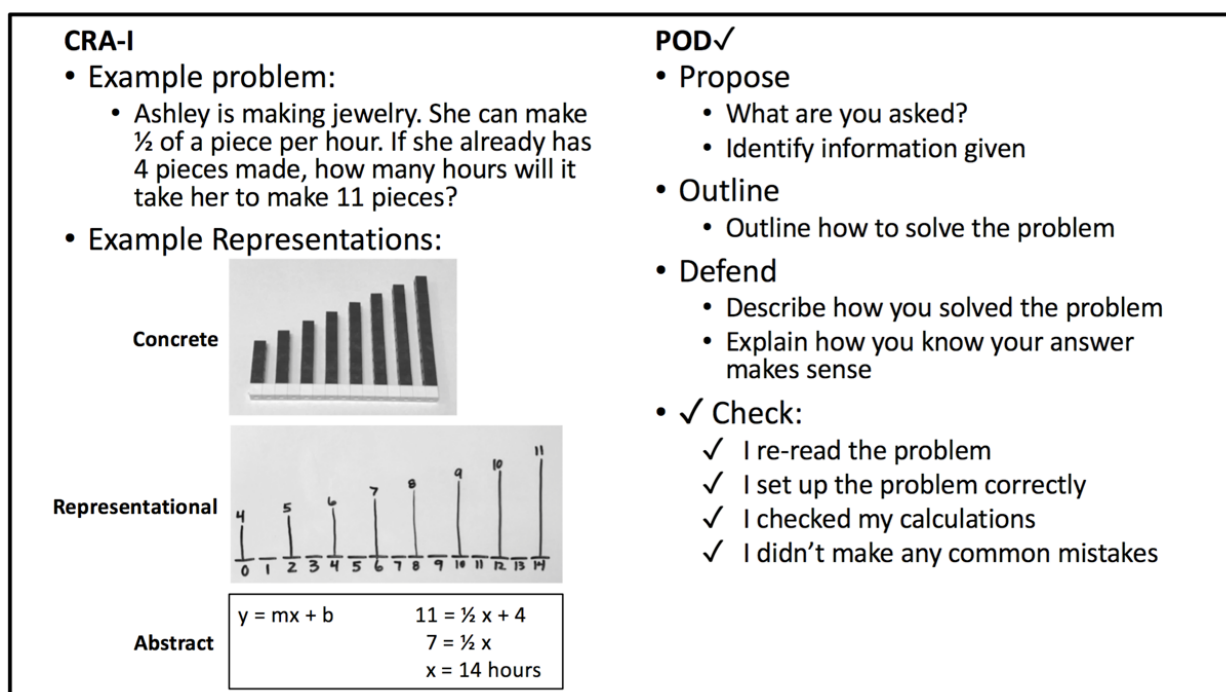 CRA-I
• Example problem:
• Ashley is making jewelry. She can make
½ of a piece per hour. If she already has
4 pieces made, how many hours will it
take her to make 11 pieces?
• Example Representations:
Concrete
Representational
4
5
6
7
8
9
10
11
0 1 2 3 4 5 6 7 8 9 10 11 12 13 14
Abstract
y = mx + b 11 = ½ x + 4
7 = ½ x
x = 14 hours
POD✓
• Propose
• What are you asked?
• Identify information given
• Outline
• Outline how to solve the problem
• Defend
• Describe how you solved the problem
• Explain how you know your answer
makes sense
• ✓ Check:
✓ I re-read the problem
✓ I set up the problem correctly
✓ I checked my calculations
✓ I didn't make any common mistakes